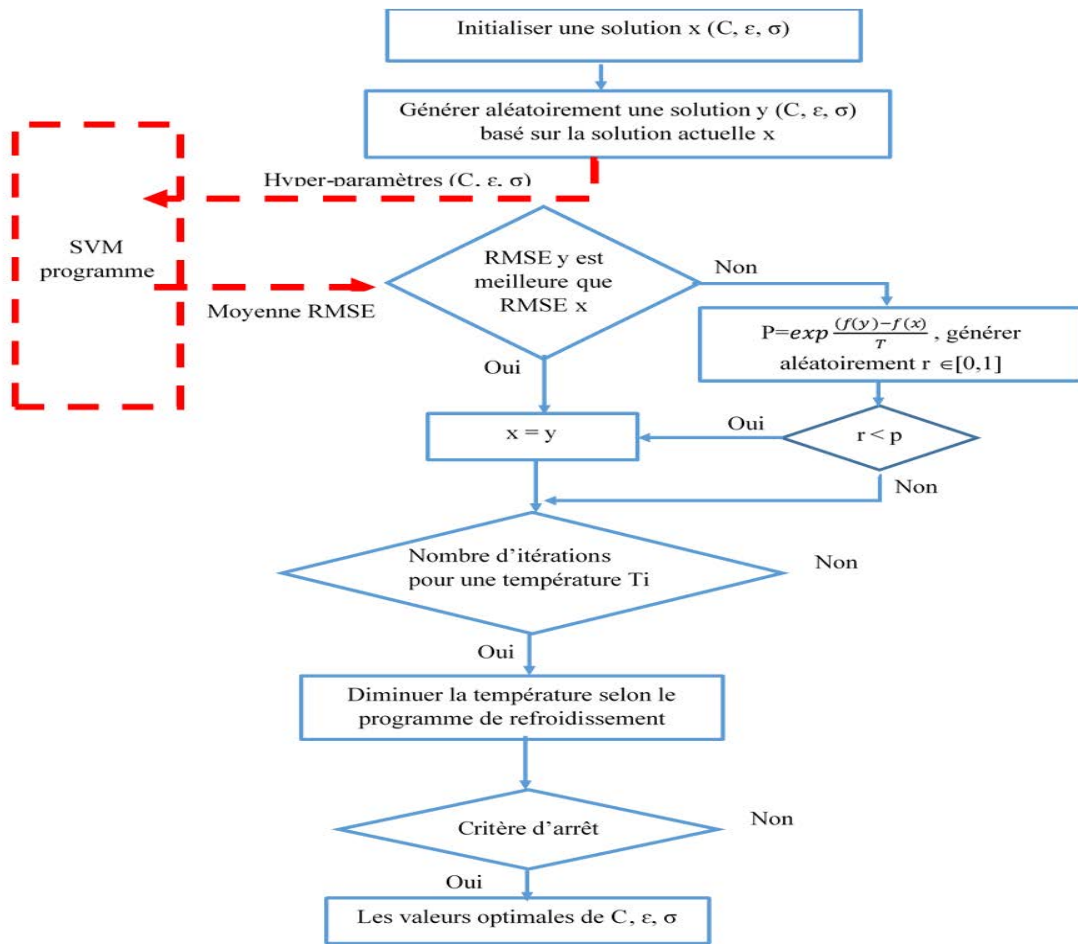 Initialiser une solution x (C, ε, σ)
Générer aléatoirement une solution y (C, ε, σ)
basé sur la solution actuelle x
Hyper-paramètres (C, ε, σ)
SVM
programme
Moyenne RMSE
RMSE y est
meilleure que
RMSE x
Non
Oui
P=exp (f(y)−f(x))/T , générer
aléatoirement r ∈[0,1]
x = y
Oui
r < p
Non
Nombre d’itérations
pour une température Ti
Non
Oui
Diminuer la température selon le
programme de refroidissement
Critère d’arrêt
Non
Oui
Les valeurs optimales de C, ε, σ